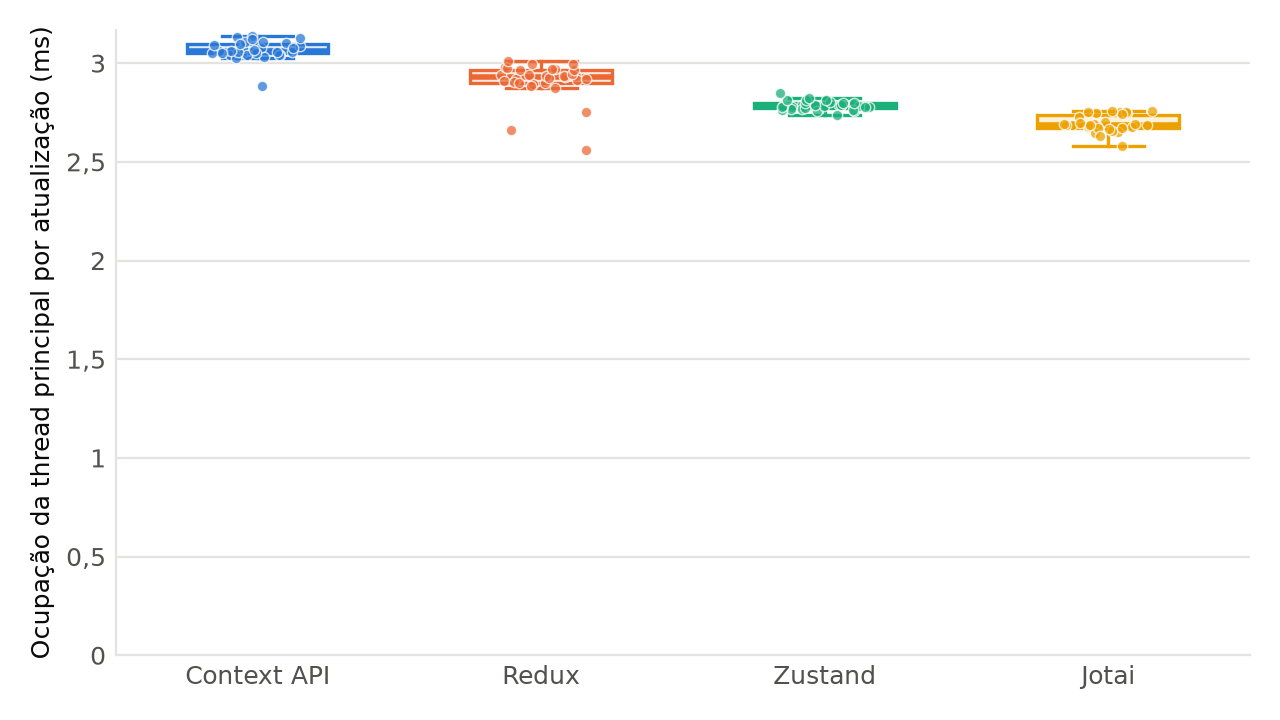 Ocupação da thread principal por atualização (ms)
3
2,5
2
1,5
1
0,5
0
Context API
Redux
Zustand
Jotai